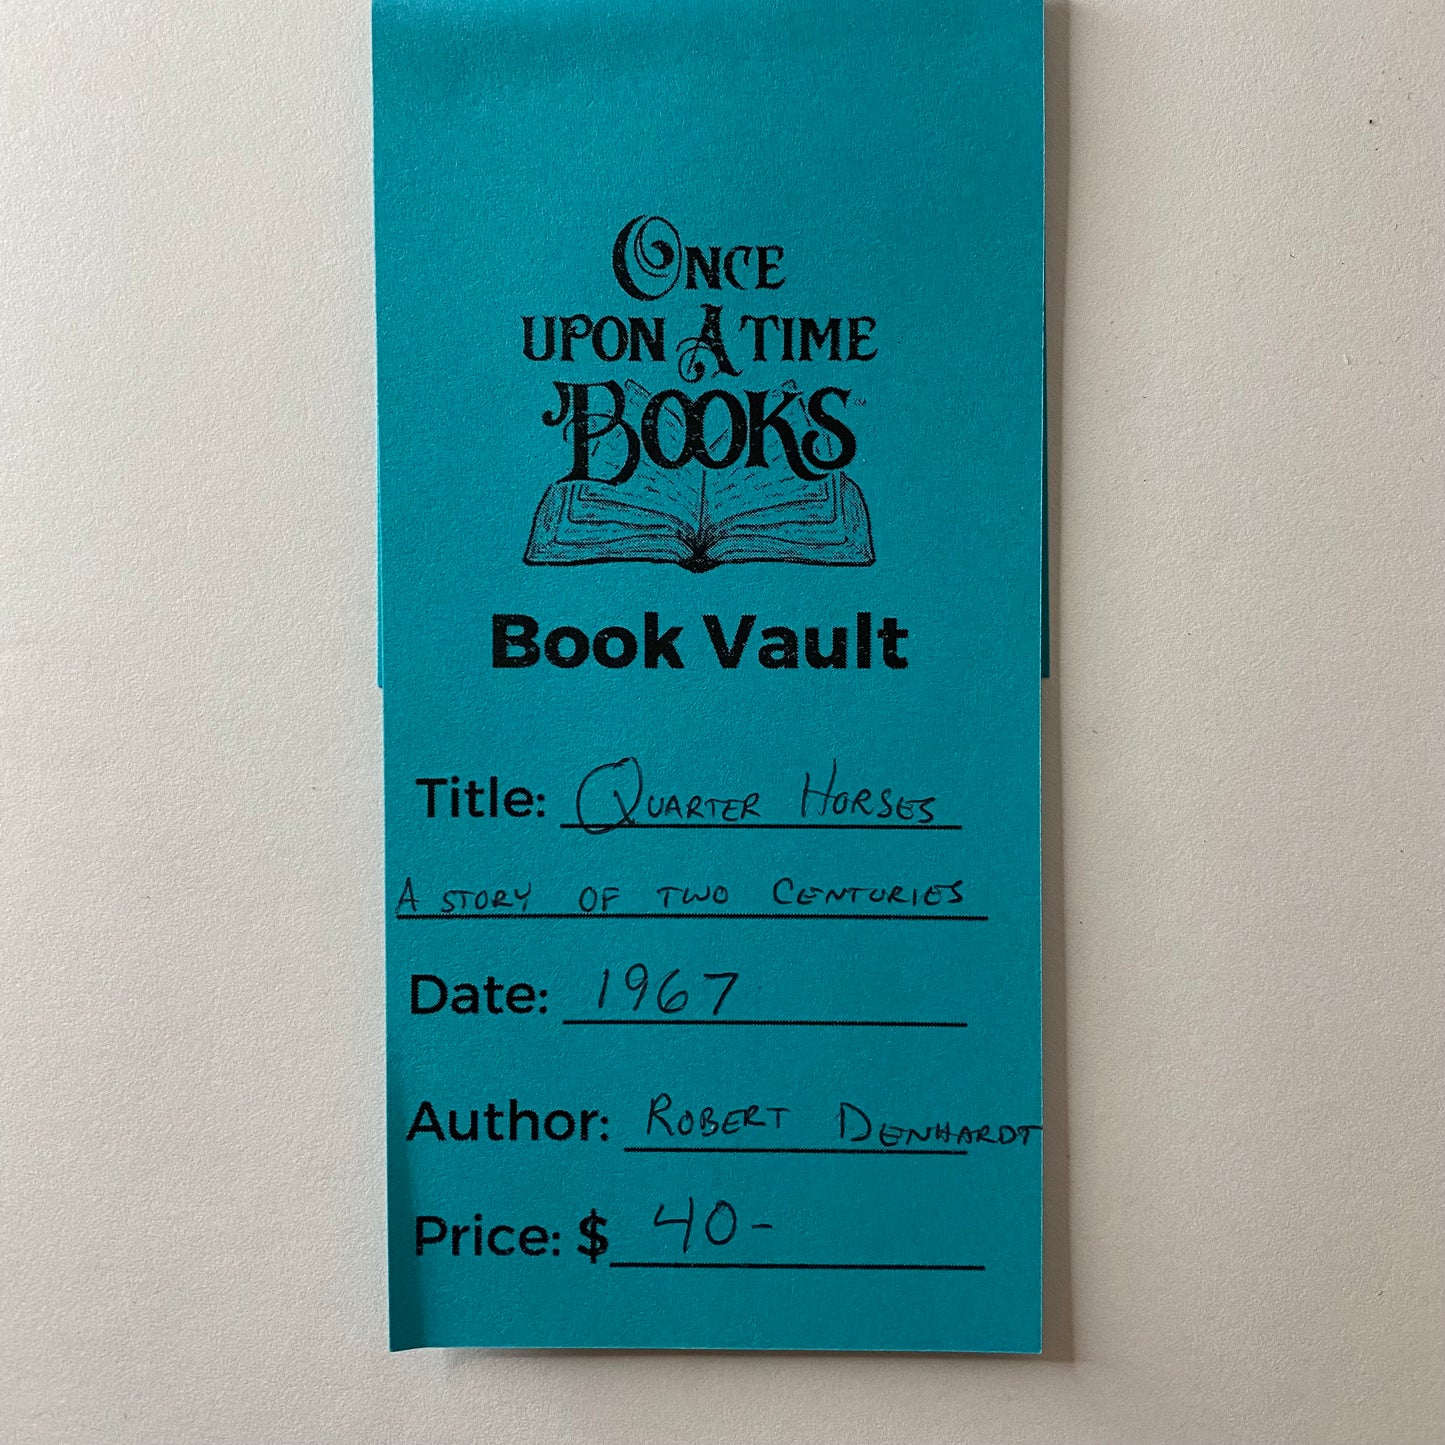 ONCE
UPON A TIME
BOOKS
Book Vault
Title: QUARTER HORSES
A STORY OF TWO CENTURIES
Date: 1967
Author: ROBERT DENHARDT
Price: $ 40-